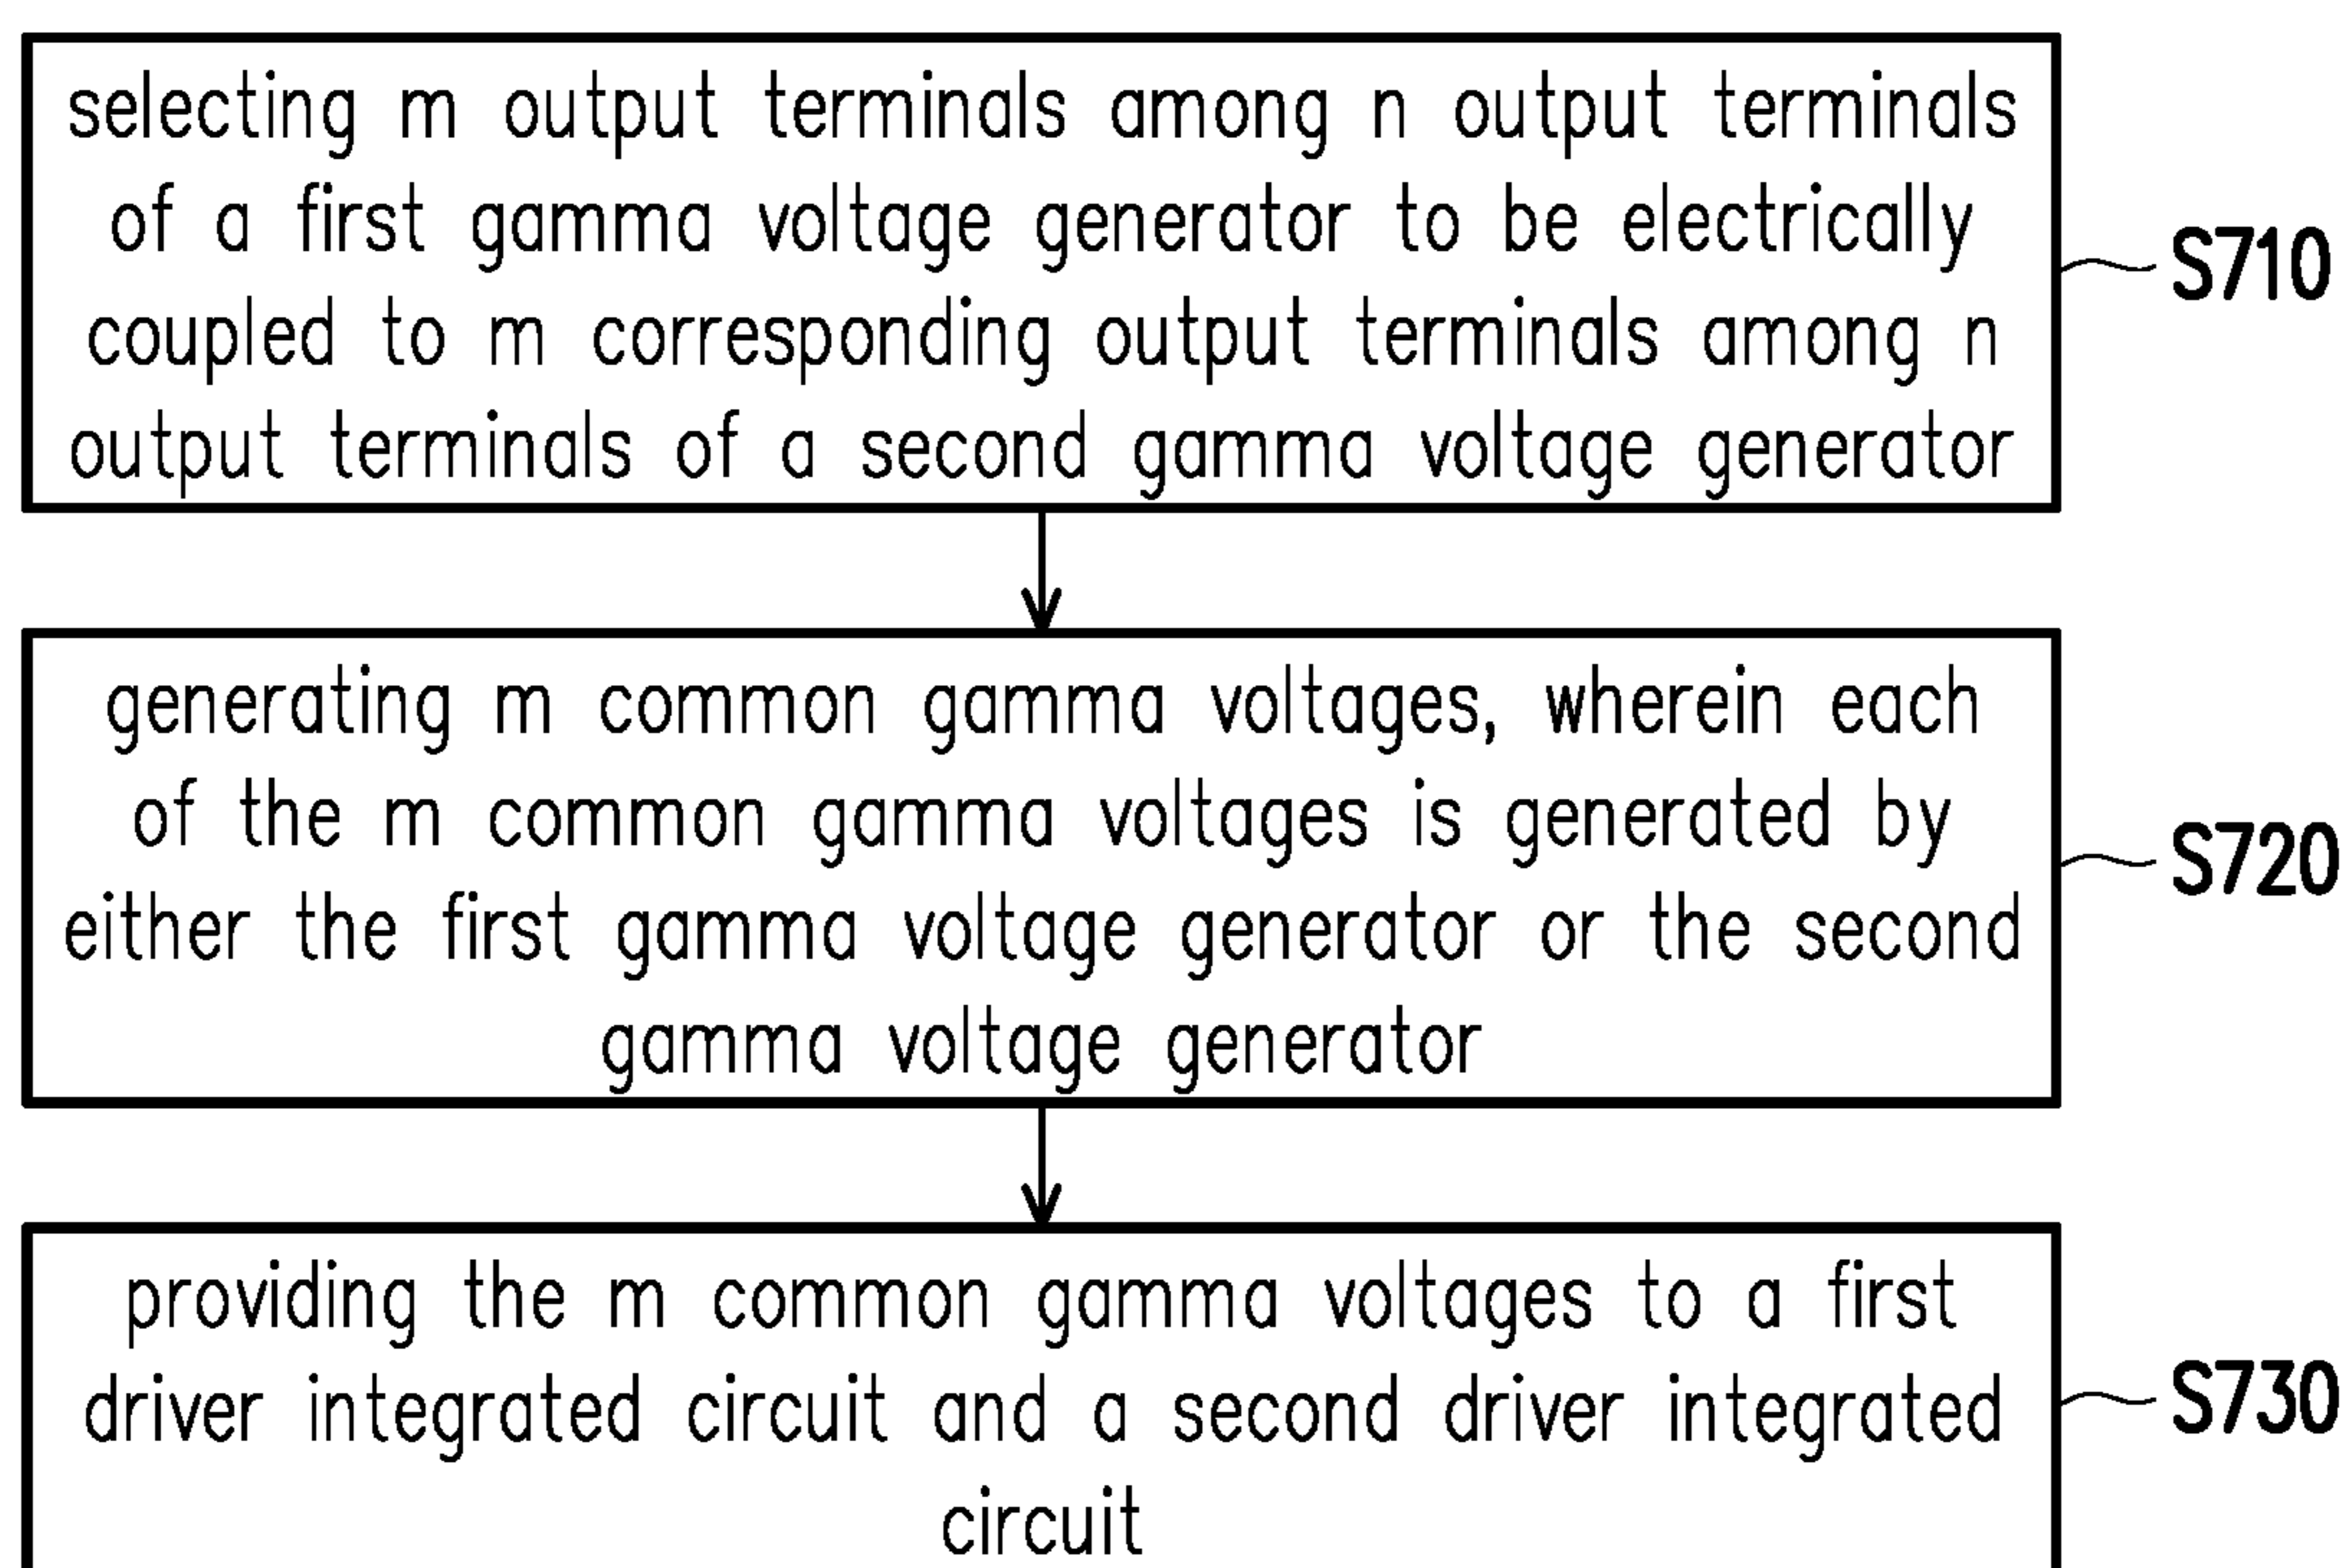 selecting m output terminals among n output terminals
of a first gamma voltage generator to be electrically
coupled to m corresponding output terminals among n
output terminals of a second gamma voltage generator
S710
generating m common gamma voltages, wherein each
of the m common gamma voltages is generated by
either the first gamma voltage generator or the second
gamma voltage generator
S720
providing the m common gamma voltages to a first
driver integrated circuit and a second driver integrated
circuit
S730